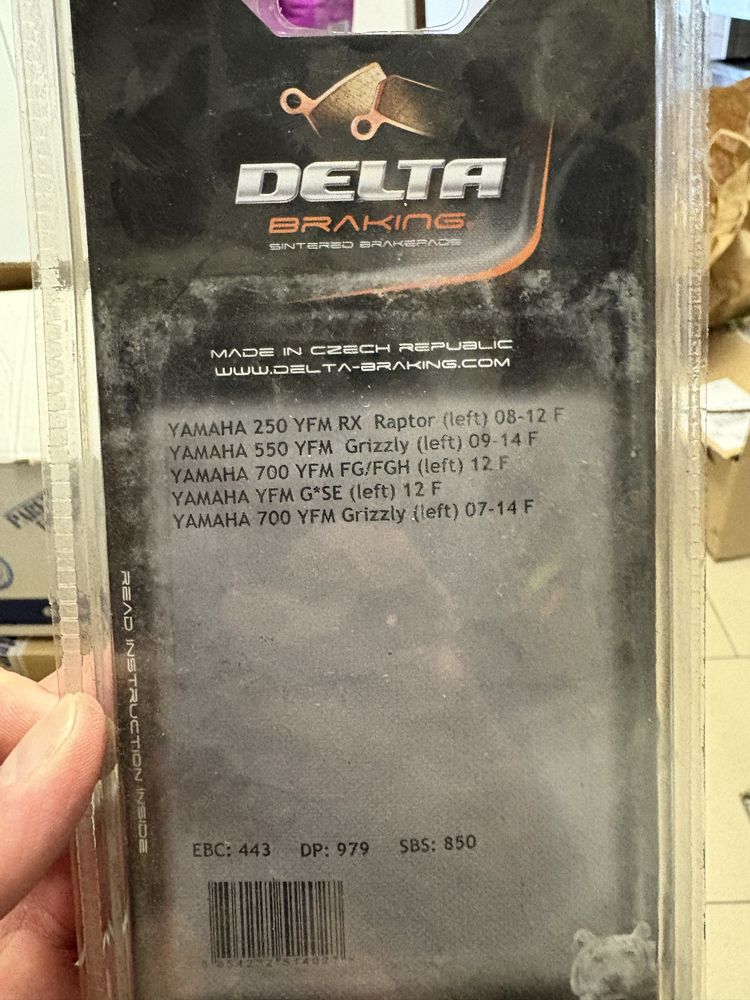 DELTA
BRAKING
SINTERED BRAKEPADS
MADE IN CZECH REPUBLIC
WWW.DELTA-BRAKING.COM
YAMAHA 250 YFM RX Raptor (left) 08-12 F
YAMAHA 550 YFM Grizzly (left) 09-14 F
YAMAHA 700 YFM FG/FGH (left) 12 F
YAMAHA YFM G*SE (left) 12 F
YAMAHA 700 YFM Grizzly (left) 07-14 F
READ INSTRUCTION INSIDE
EBC: 443 DP: 979 SBS: 850